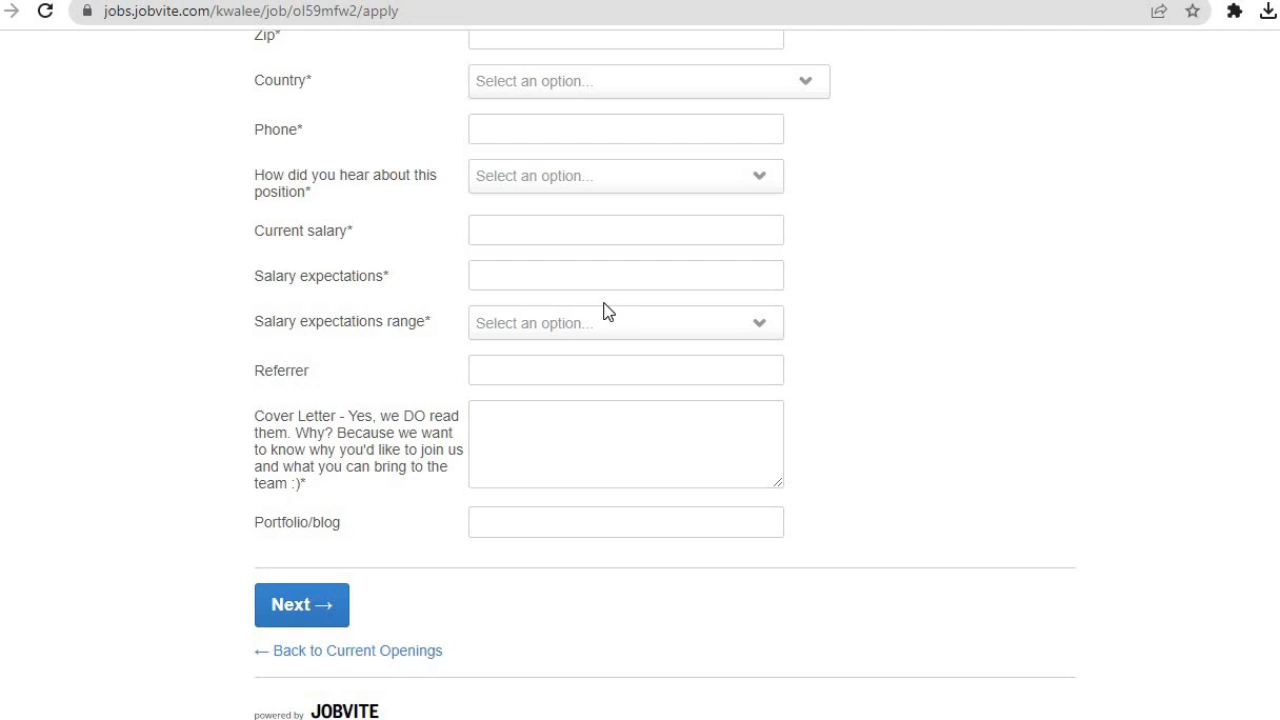 jobs.jobvite.com/kwalee/job/ol59mfw2/apply
Zip*
Country*
Select an option...
Phone*
How did you hear about this
position*
Select an option...
Current salary*
Salary expectations*
Salary expectations range*
Select an option...
Referrer
Cover Letter - Yes, we DO read
them. Why? Because we want
to know why you'd like to join us
and what you can bring to the
team :)*
Portfolio/blog
Next →
← Back to Current Openings
powered by JOBVITE